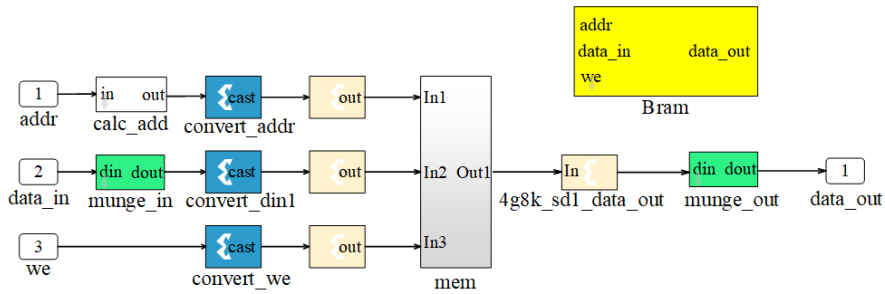 addr
data_in data_out
we
Bram
1 in out cast out In1
addr calc_add convert_addr
2 din dout cast out In2 Out1 In din dout 1
data_in munge_in convert_din1 4g8k_sd1_data_out munge_out data_out
3 cast out In3
we convert_we mem